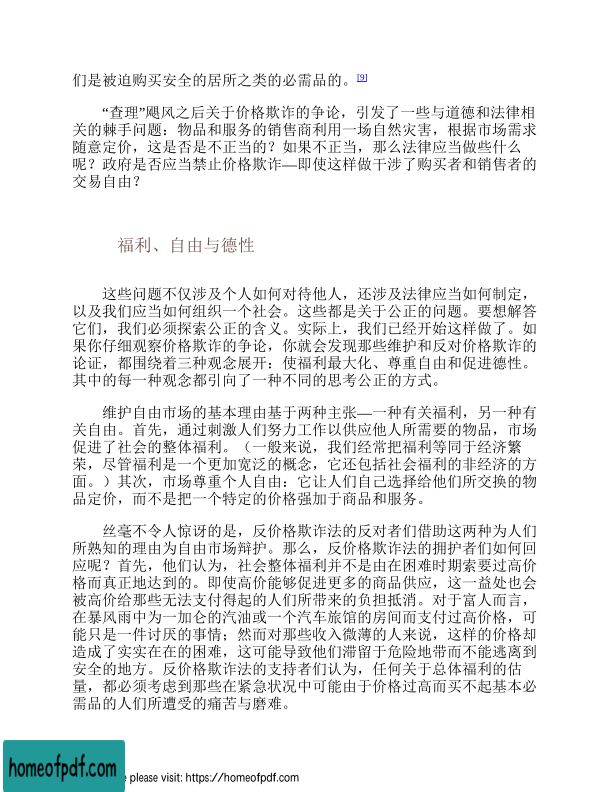 们是被迫购买安全的居所之类的必需品的。[9]
“查理”飓风之后关于价格欺诈的争论，引发了一些与道德和法律相
关的棘手问题：物品和服务的销售商利用一场自然灾害，根据市场需求
随意定价，这是否是不正当的？如果不正当，那么法律应当做些什么
呢？政府是否应当禁止价格欺诈—即使这样做干涉了购买者和销售者的
交易自由？
福利、自由与德性
这些问题不仅涉及个人如何对待他人，还涉及法律应当如何制定，
以及我们应当如何组织一个社会。这些都是关于公正的问题。要想解答
它们，我们必须探索公正的含义。实际上，我们已经开始这样做了。如
果你仔细观察价格欺诈的争论，你就会发现那些维护和反对价格欺诈的
论证，都围绕着三种观念展开：使福利最大化、尊重自由和促进德性。
其中的每一种观念都引向了一种不同的思考公正的方式。
维护自由市场的基本理由基于两种主张—一种有关福利，另一种有
关自由。首先，通过刺激人们努力工作以供应他人所需要的物品，市场
促进了社会的整体福利。（一般来说，我们经常把福利等同于经济繁
荣，尽管福利是一个更加宽泛的概念，它还包括社会福利的非经济的方
面。）其次，市场尊重个人自由：它让人们自己选择给他们所交换的物
品定价，而不是把一个特定的价格强加于商品和服务。
丝毫不令人惊讶的是，反价格欺诈法的反对者们借助这两种为人们
所熟知的理由为自由市场辩护。那么，反价格欺诈法的拥护者们如何回
应呢？首先，他们认为，社会整体福利并不是由在困难时期索要过高价
格而真正地达到的。即使高价能够促进更多的商品供应，这一益处也会
被高价给那些无法支付得起的人们所带来的负担抵消。对于富人而言，
在暴风雨中为一加仑的汽油或一个汽车旅馆的房间而支付过高价格，可
能只是一件讨厌的事情；然而对那些收入微薄的人来说，这样的价格却
造成了实实在在的困难，这可能导致他们滞留于危险地带而不能逃离到
安全的地方。反价格欺诈法的支持者们认为，任何关于总体福利的估
量，都必须考虑到那些在紧急状况中可能由于价格过高而买不起基本必
需品的人们所遭受的痛苦与磨难。
homeofpdf.com
please visit: https://homeofpdf.com